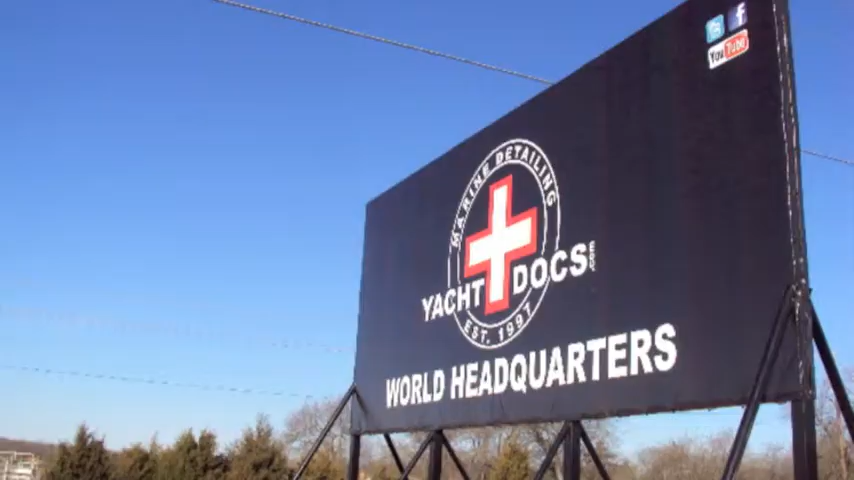 You Tube
MARINE DETAILING
YACHT DOCS.com
EST. 1997
WORLD HEADQUARTERS